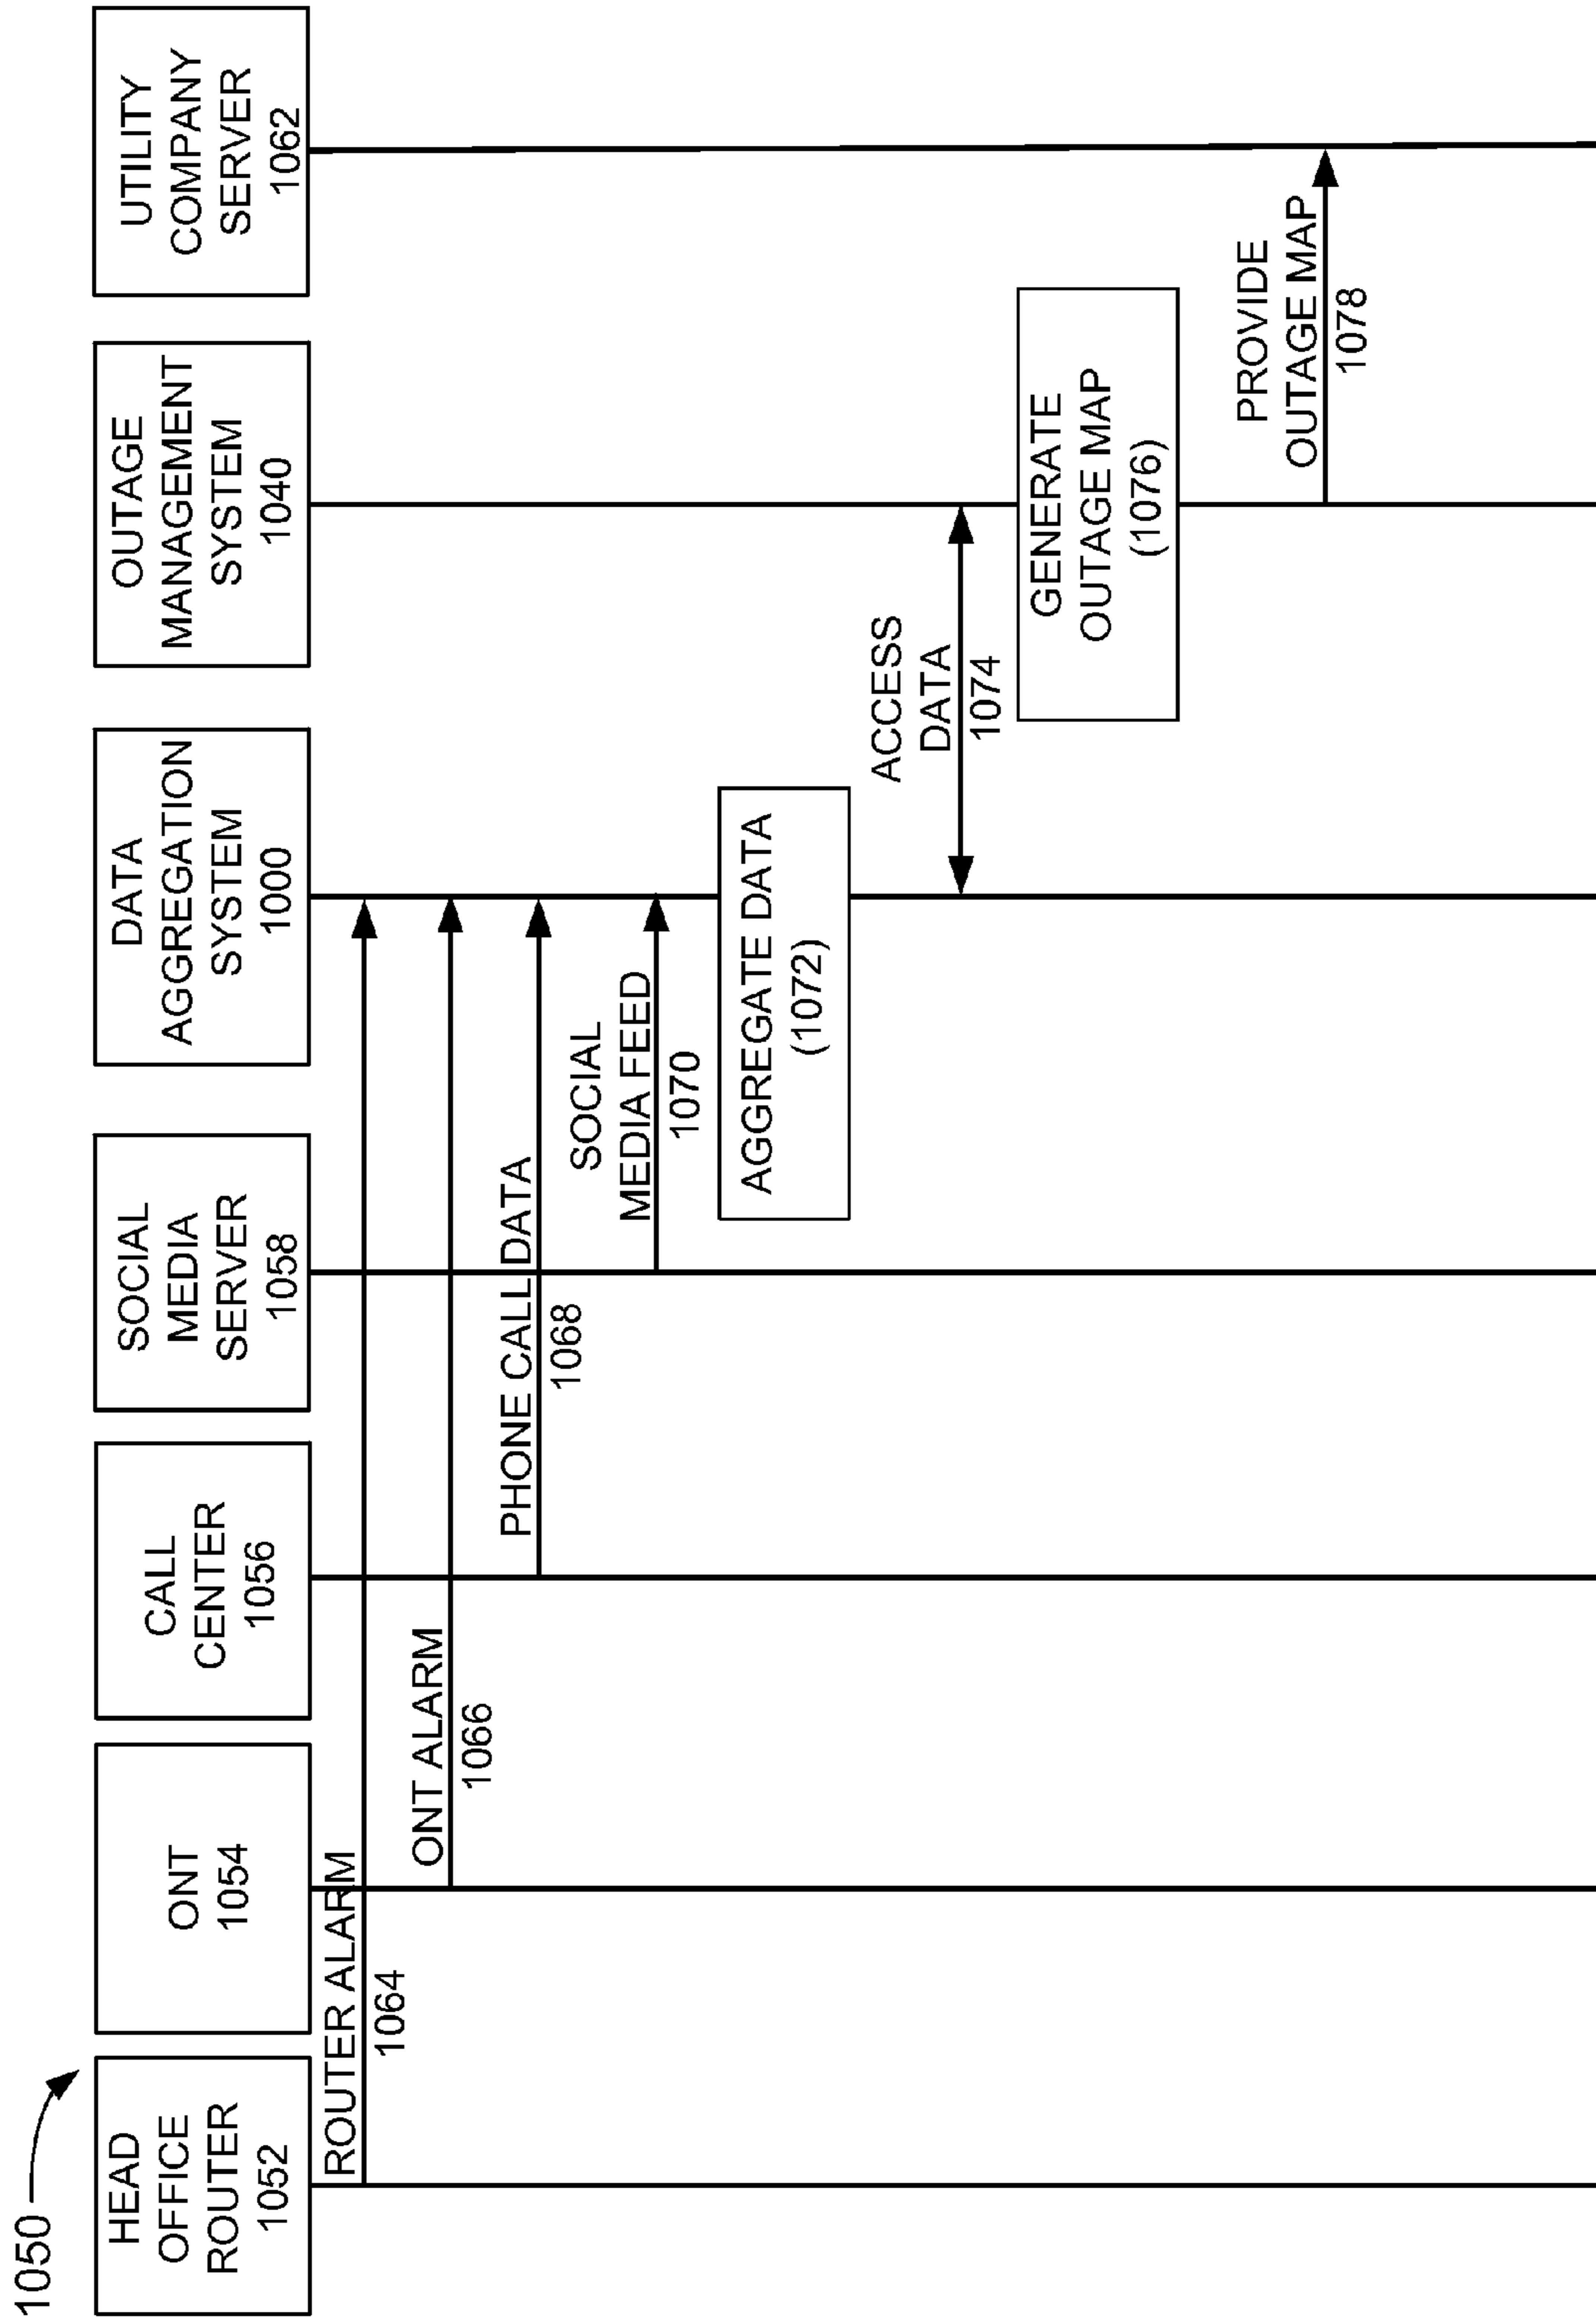 1050
HEAD
OFFICE
ROUTER
1052
ONT
1054
CALL
CENTER
1056
SOCIAL
MEDIA
SERVER
1058
DATA
AGGREGATION
SYSTEM
1000
OUTAGE
MANAGEMENT
SYSTEM
1040
UTILITY
COMPANY
SERVER
1062
ROUTER ALARM
1064
ONT ALARM
1066
PHONE CALL DATA
1068
SOCIAL
MEDIA FEED
1070
AGGREGATE DATA
(1072)
ACCESS
DATA
1074
GENERATE
OUTAGE MAP
(1076)
PROVIDE
OUTAGE MAP
1078